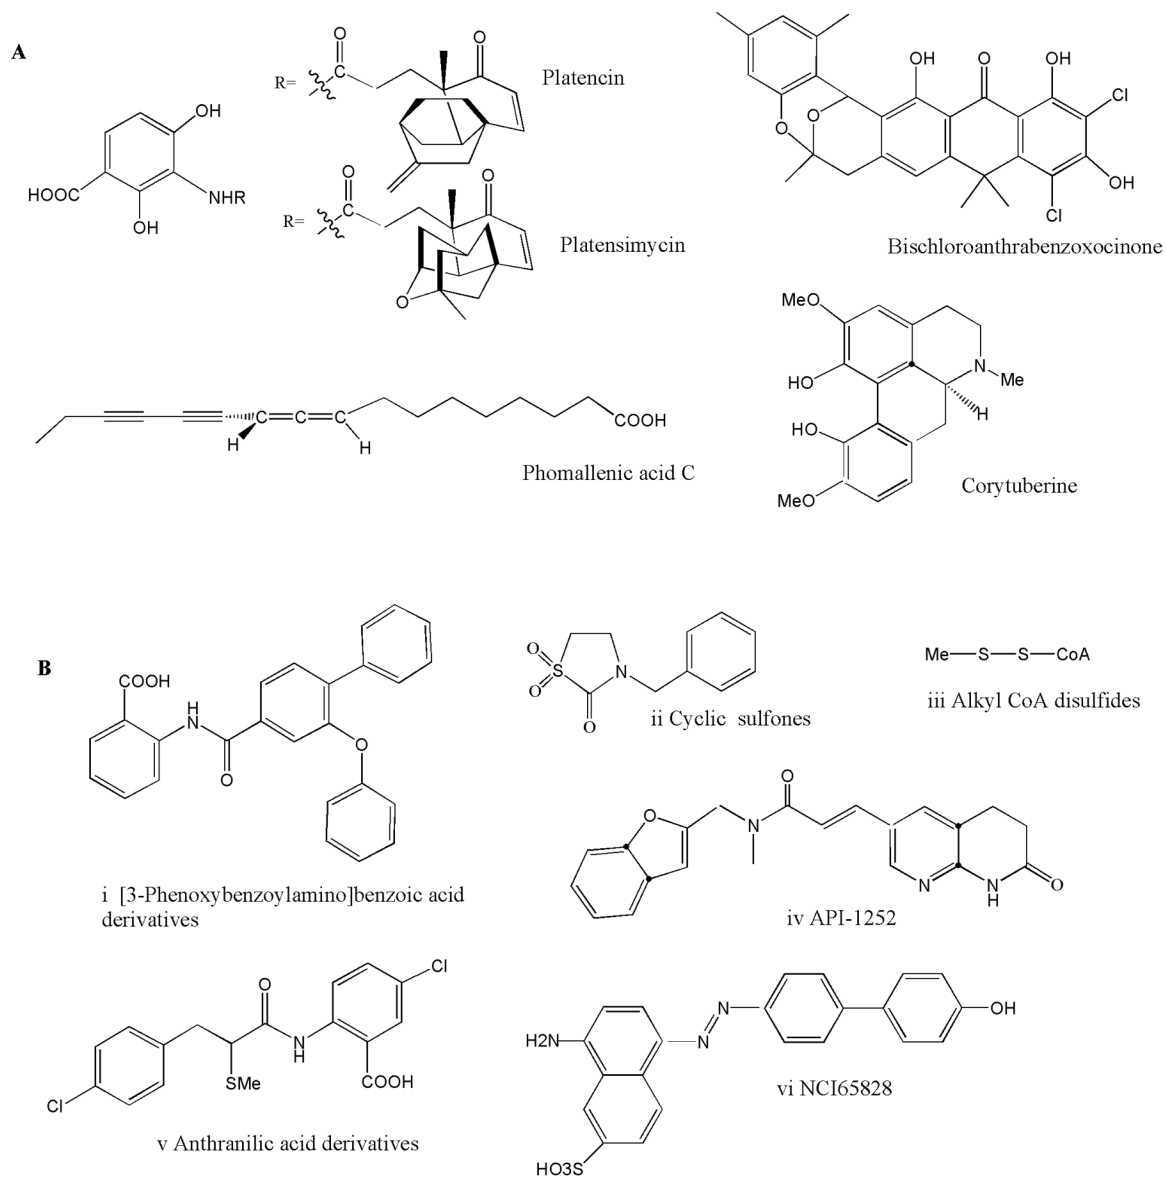 A
OH
HOOC
NHR
OH
R=
O
C
O
Platencin
R=
O
C
O
O
Platensimycin
OH
O
OH
Cl
O
O
OH
Cl
Bischloroanthrabenzoxocinone
C
C
C
H
H
COOH
Phomallenic acid C
MeO
HO
N
Me
H
HO
MeO
Corytuberine
B
COOH
H
N
O
O
i [3-Phenoxybenzoylamino]benzoic acid
derivatives
O
O
S
N
O
ii Cyclic sulfones
Me S S CoA
iii Alkyl CoA disulfides
O
O
N
N
N
H
O
iv API-1252
Cl
O
N
H
SMe
COOH
Cl
v Anthranilic acid derivatives
H2N
N
N
OH
HO3S
vi NCI65828